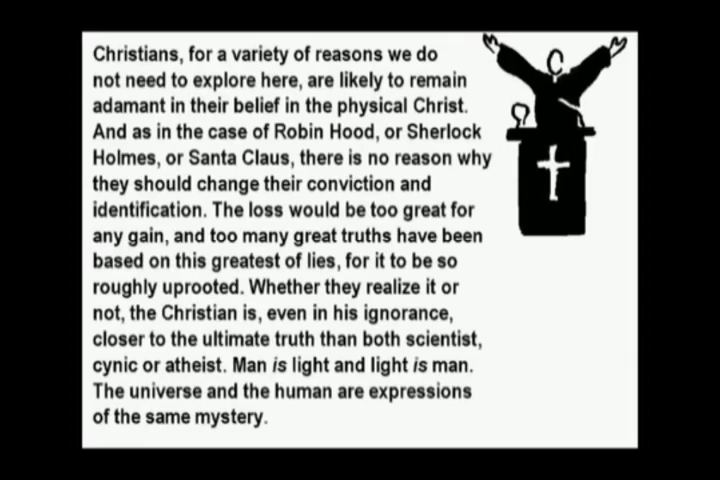 Christians, for a variety of reasons we do
not need to explore here, are likely to remain
adamant in their belief in the physical Christ.
And as in the case of Robin Hood, or Sherlock
Holmes, or Santa Claus, there is no reason why
they should change their conviction and
identification. The loss would be too great for
any gain, and too many great truths have been
based on this greatest of lies, for it to be so
roughly uprooted. Whether they realize it or
not, the Christian is, even in his ignorance,
closer to the ultimate truth than both scientist,
cynic or atheist. Man is light and light is man.
The universe and the human are expressions
of the same mystery.